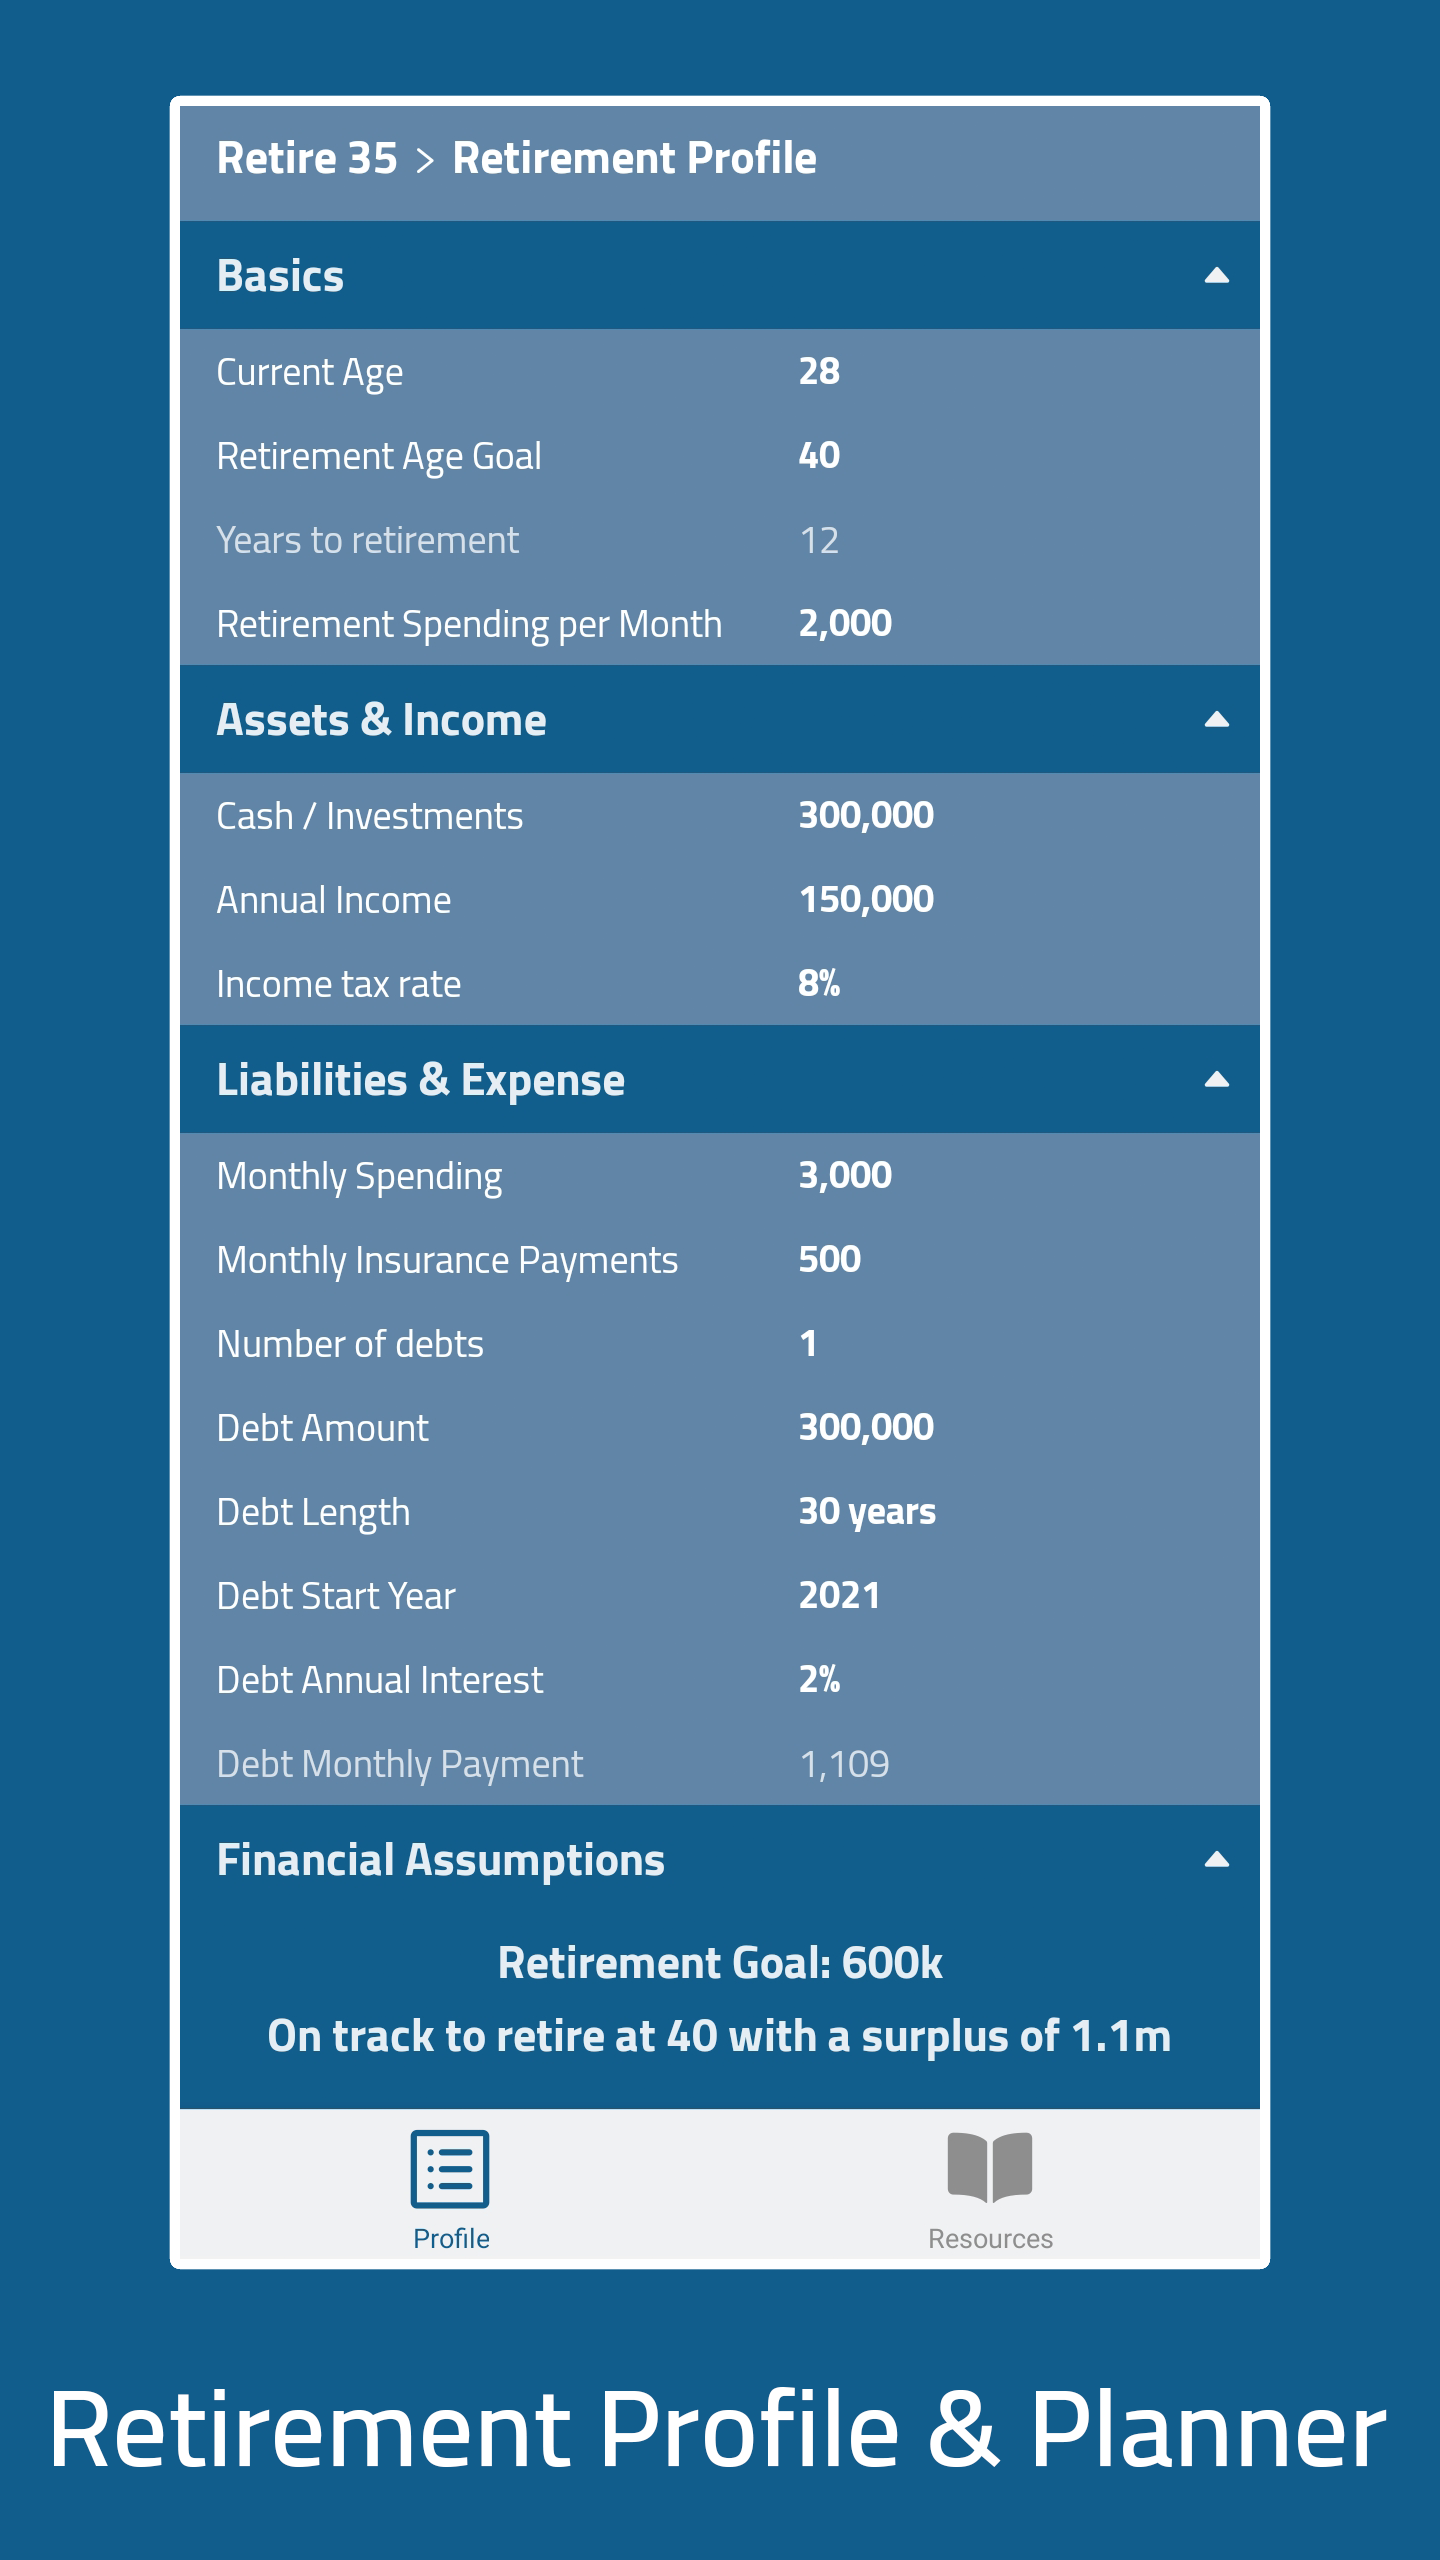 Retire 35 > Retirement Profile
Basics
Current Age 28
Retirement Age Goal 40
Years to retirement 12
Retirement Spending per Month 2,000
Assets & Income
Cash / Investments 300,000
Annual Income 150,000
Income tax rate 8%
Liabilities & Expense
Monthly Spending 3,000
Monthly Insurance Payments 500
Number of debts 1
Debt Amount 300,000
Debt Length 30 years
Debt Start Year 2021
Debt Annual Interest 2%
Debt Monthly Payment 1,109
Financial Assumptions
Retirement Goal: 600k
On track to retire at 40 with a surplus of 1.1m
Profile Resources
Retirement Profile & Planner